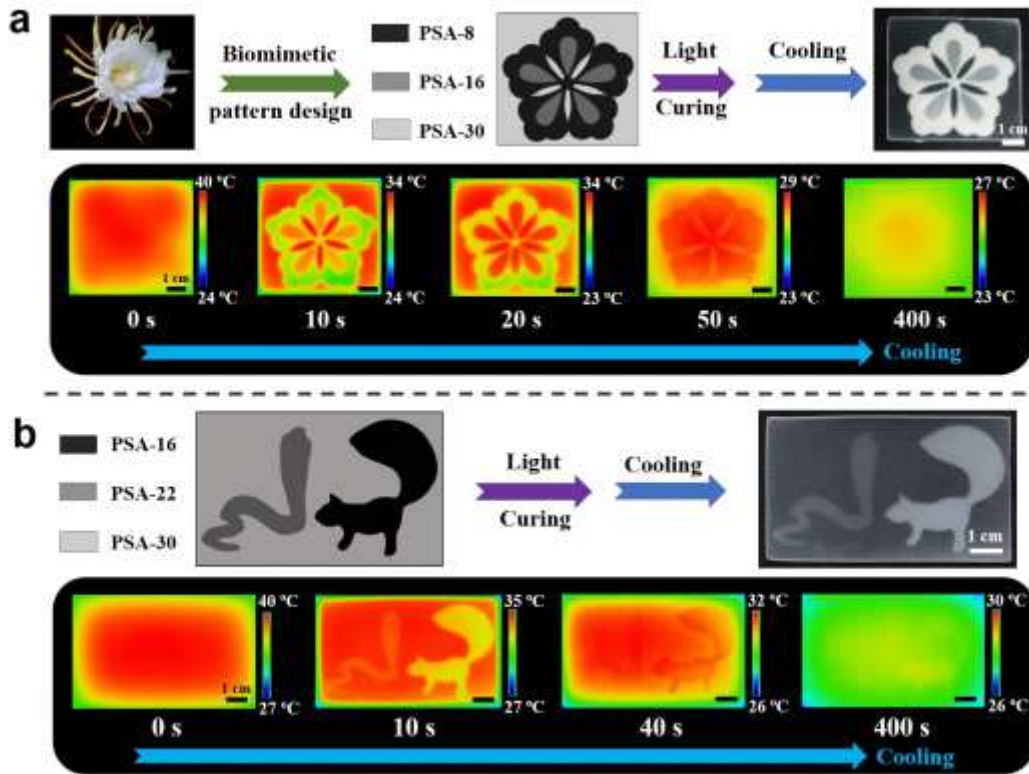 a
Biomimetic
pattern design
PSA-8
PSA-16
PSA-30
Light
Curing
Cooling
1 cm
40 °C
24 °C
1 cm
34 °C
24 °C
34 °C
23 °C
29 °C
23 °C
27 °C
23 °C
0 s
10 s
20 s
50 s
400 s
Cooling
b
PSA-16
PSA-22
PSA-30
Light
Curing
Cooling
1 cm
40 °C
27 °C
1 cm
35 °C
27 °C
32 °C
26 °C
30 °C
26 °C
0 s
10 s
40 s
400 s
Cooling